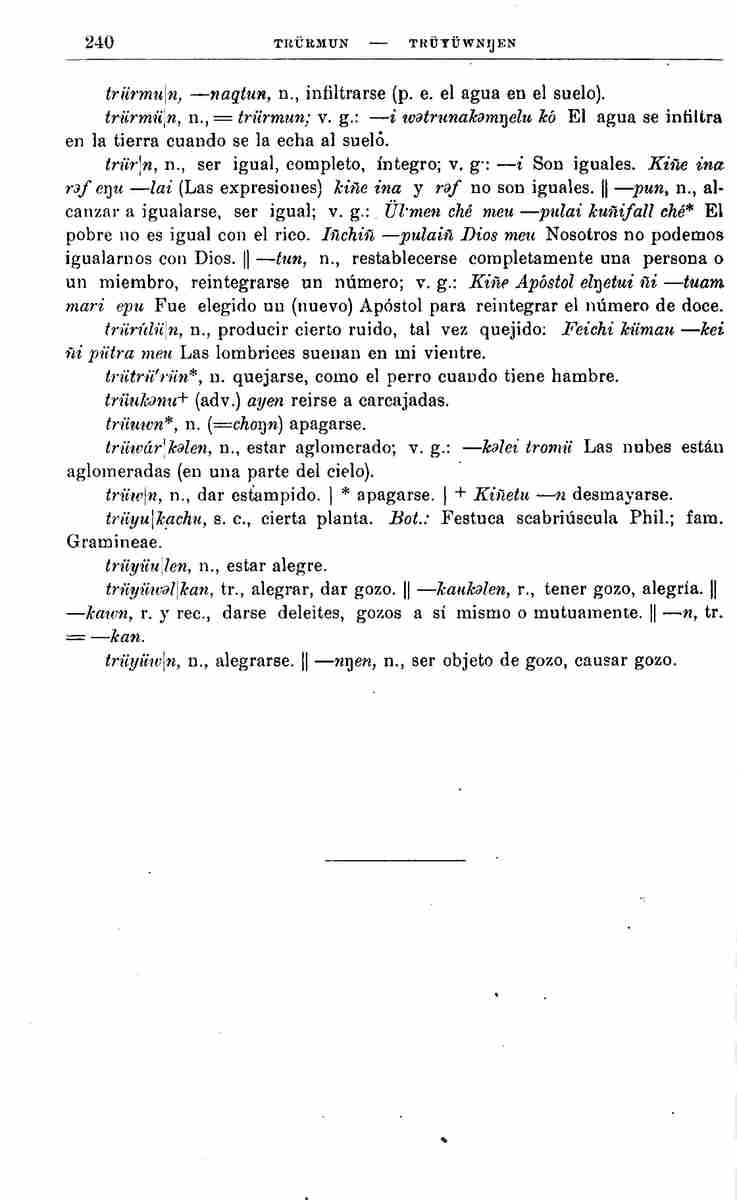 240 TRÜRMUN — TRÜYÜWNŊEN
trürmu|n, —naqtun, n., infiltrarse (p. e. el agua en el suelo).
trürmü|n, n., = trürmun; v. g.: —i wətrunakəmŋelu kó El agua se infiltra
en la tierra cuando se la echa al suelo.
trür|n, n., ser igual, completo, íntegro; v. g.: —i Son iguales. Kiñe ina
rəf eŋu —lai (Las expresiones) kiñe ina y rəf no son iguales. || —pun, n., al-
canzar a igualarse, ser igual; v. g.: Ül'men ché meu —pulai kuñifall ché* El
pobre no es igual con el rico. Iñchiñ —pulaiñ Dios meu Nosotros no podemos
igualarnos con Dios. || —tun, n., restablecerse completamente una persona o
un miembro, reintegrarse un número; v. g.: Kiñe Apóstol elŋetui ñi —tuam
mari epu Fue elegido un (nuevo) Apóstol para reintegrar el número de doce.
trürülü|n, n., producir cierto ruido, tal vez quejido: Feichi kümau —kei
ñi pütra meu Las lombrices suenan en mi vientre.
trütrü'rün*, n. quejarse, como el perro cuando tiene hambre.
trüukənu+ (adv.) ayen reirse a carcajadas.
trüuwn*, n. (=choŋn) apagarse.
trüwár|kəlen, n., estar aglomerado; v. g.: —kəlei tromü Las nubes están
aglomeradas (en una parte del cielo).
trüw|n, n., dar estampido. | * apagarse. | + Kiñetu —n desmayarse.
trüyu|kachu, s. c., cierta planta. Bot.: Festuca scabriúscula Phil.; fam.
Gramineae.
trüyüu|len, n., estar alegre.
trüyüwəl|kan, tr., alegrar, dar gozo. || —kaukəlen, r., tener gozo, alegría. ||
—kawn, r. y rec., darse deleites, gozos a sí mismo o mutuamente. || —n, tr.
= —kan.
trüyüw|n, n., alegrarse. || —nŋen, n., ser objeto de gozo, causar gozo.